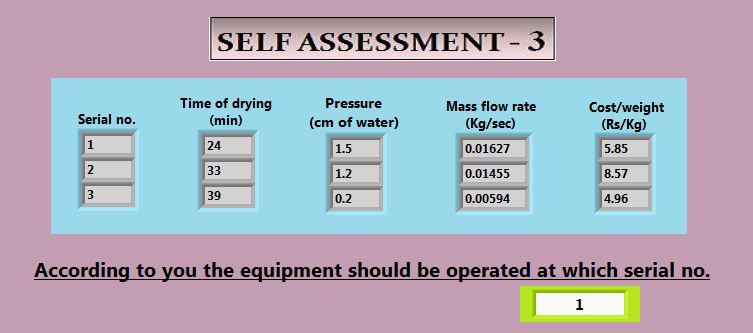 SELF ASSESSMENT - 3
Serial no. Time of drying (min) Pressure (cm of water) Mass flow rate (Kg/sec) Cost/weight (Rs/Kg)
1 24 1.5 0.01627 5.85
2 33 1.2 0.01455 8.57
3 39 0.2 0.00594 4.96
According to you the equipment should be operated at which serial no.
1